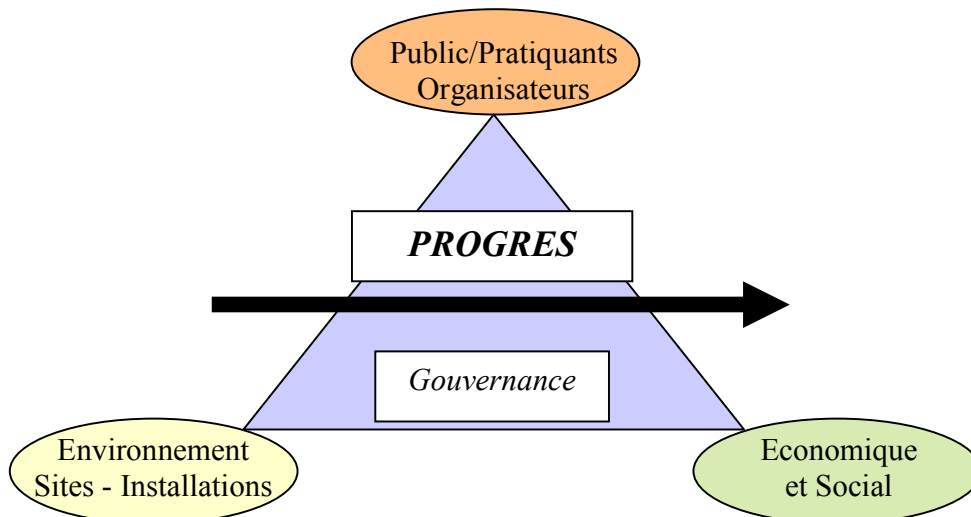 Public/Pratiquants
Organisateurs
PROGRES
Gouvernance
Environnement
Sites - Installations
Economique
et Social